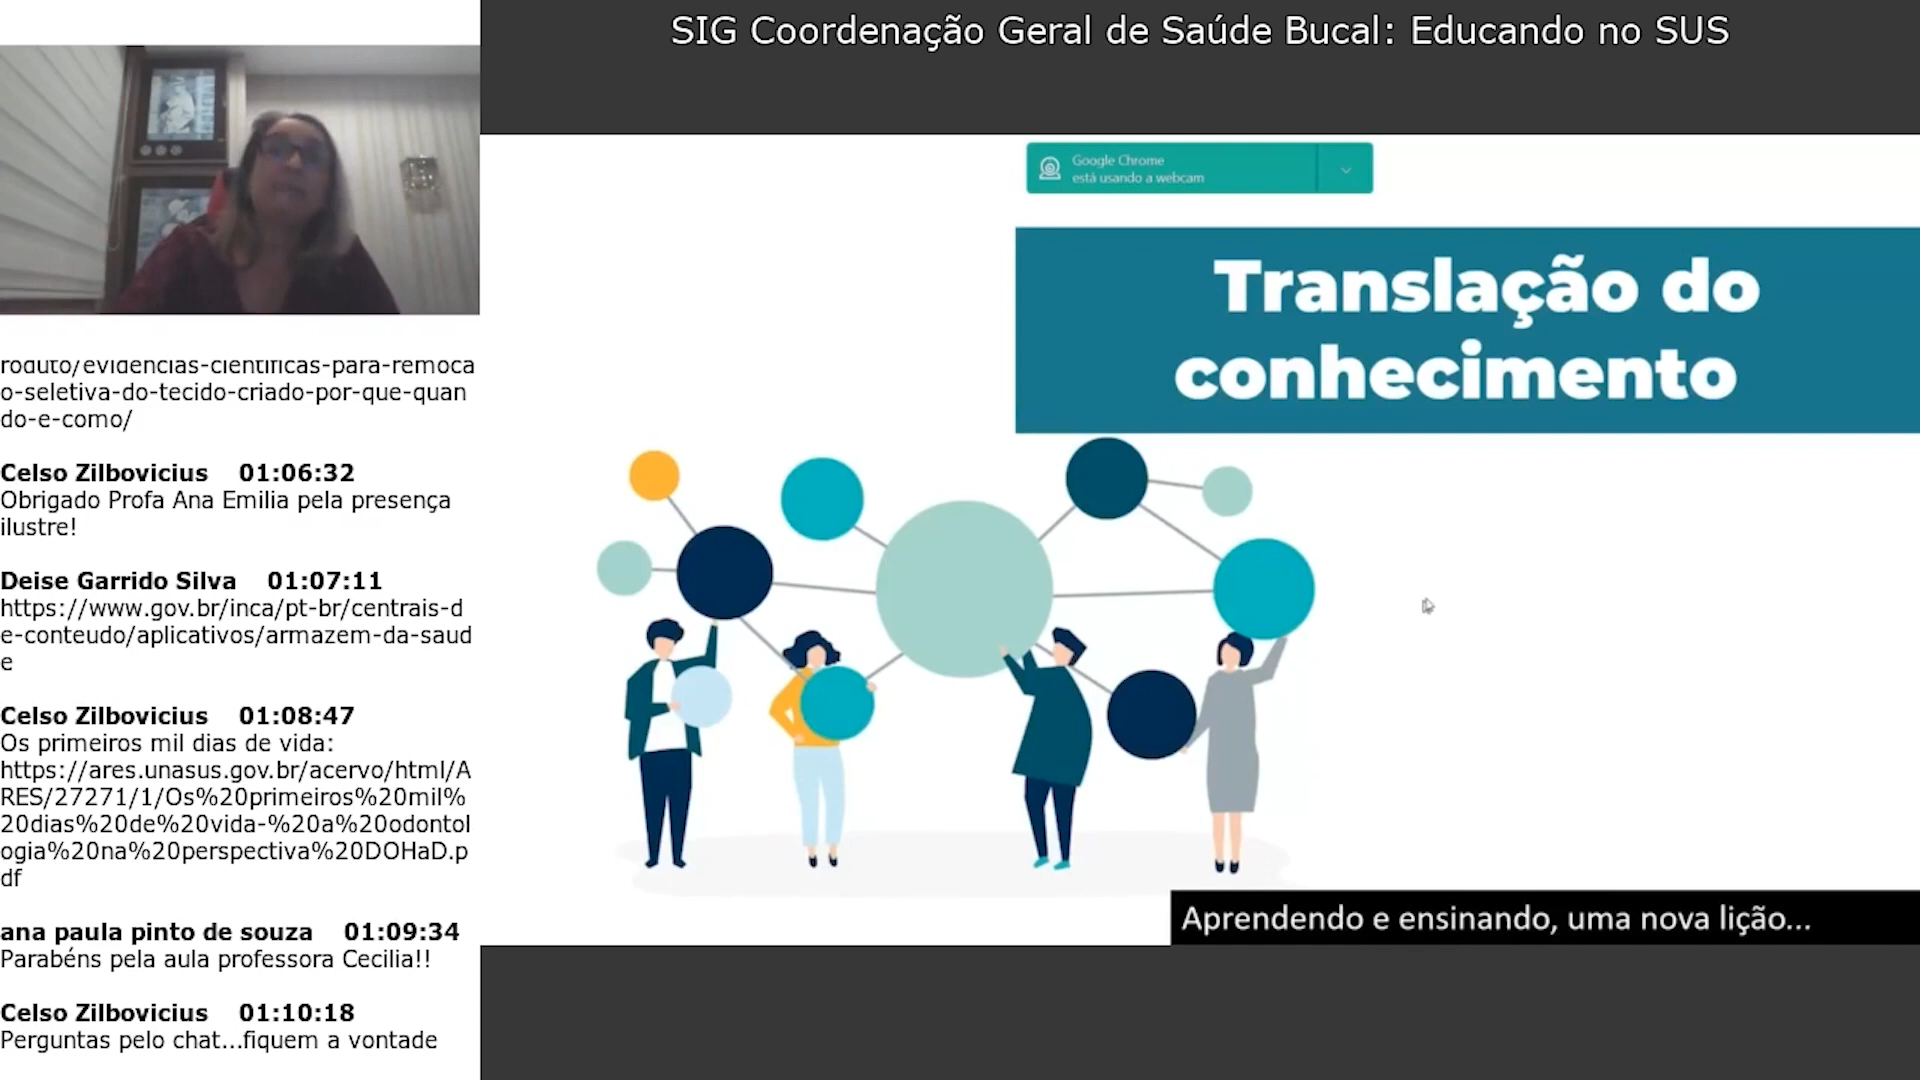 SIG Coordenação Geral de Saúde Bucal: Educando no SUS
Google Chrome
está usando a webcam
Translação do
conhecimento
Aprendendo e ensinando, uma nova lição...
roduto/evidencias-cientificas-para-remoca
o-seletiva-do-tecido-criado-por-que-quan
do-e-como/
Celso Zilbovicius 01:06:32
Obrigado Profa Ana Emilia pela presença
ilustre!
Deise Garrido Silva 01:07:11
https://www.gov.br/inca/pt-br/centrais-d
e-conteudo/aplicativos/armazem-da-saud
e
Celso Zilbovicius 01:08:47
Os primeiros mil dias de vida:
https://ares.unasus.gov.br/acervo/html/A
RES/27271/1/Os%20primeiros%20mil%
20dias%20de%20vida-%20a%20odontol
ogia%20na%20perspectiva%20DOHaD.p
df
ana paula pinto de souza 01:09:34
Parabéns pela aula professora Cecilia!!
Celso Zilbovicius 01:10:18
Perguntas pelo chat...fiquem a vontade